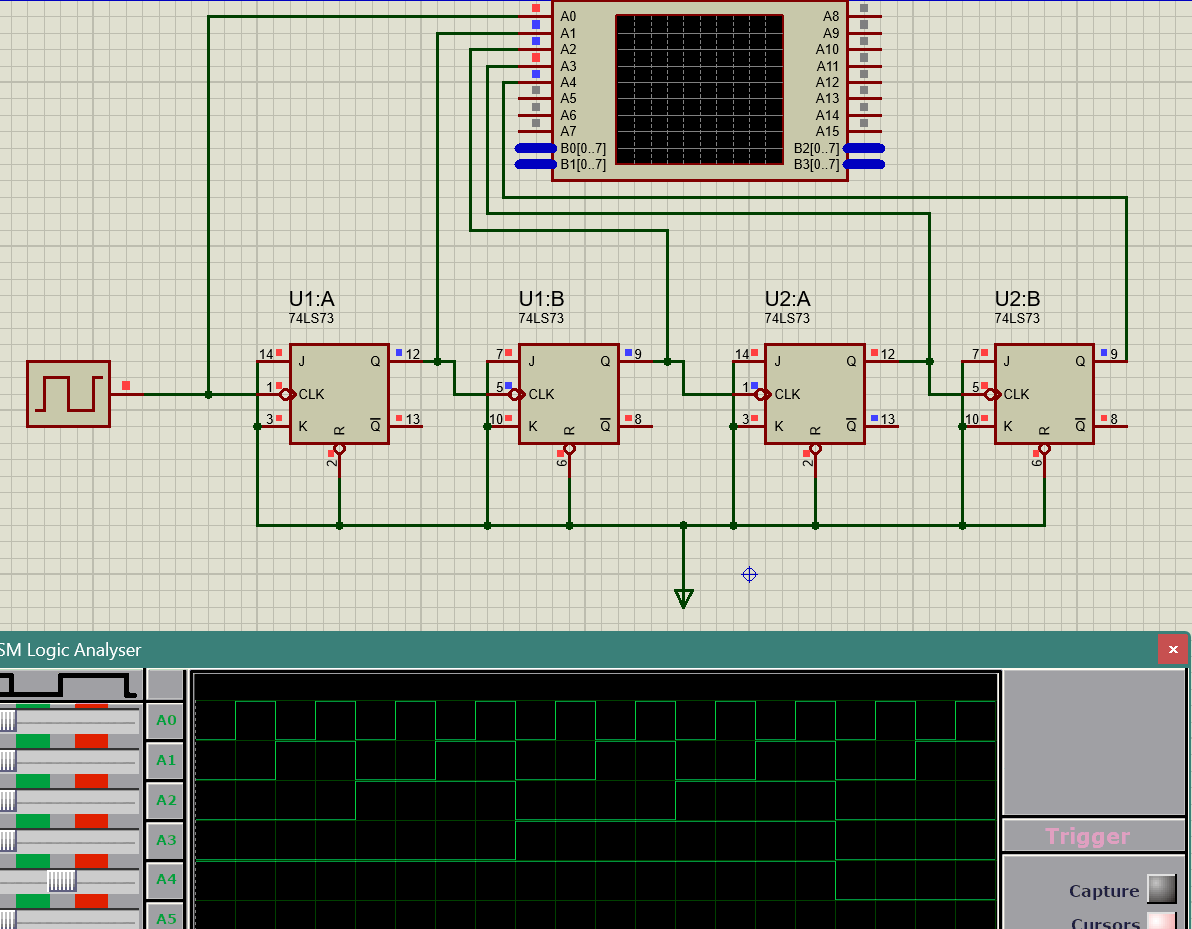 A0 A8
A1 A9
A2 A10
A3 A11
A4 A12
A5 A13
A6 A14
A7 A15
B0[0..7] B2[0..7]
B1[0..7] B3[0..7]
U1:A U1:B U2:A U2:B
74LS73 74LS73 74LS73 74LS73
14 J Q 12 7 J Q 9 14 J Q 12 7 J Q 9
1 CLK 5 CLK 1 CLK 5 CLK
3 K Q 13 10 K Q 8 3 K Q 13 10 K Q 8
R R R R
2 6 2 6
SM Logic Analyser
A0
A1
A2
A3
Trigger
A4
Capture
A5
Cursors